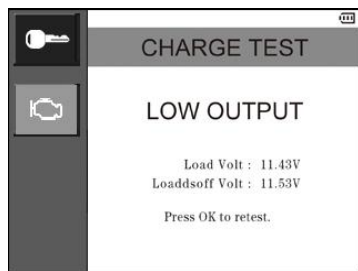 CHARGE TEST
LOW OUTPUT
Load Volt : 11.43V
Loaddsoff Volt : 11.53V
Press OK to retest.